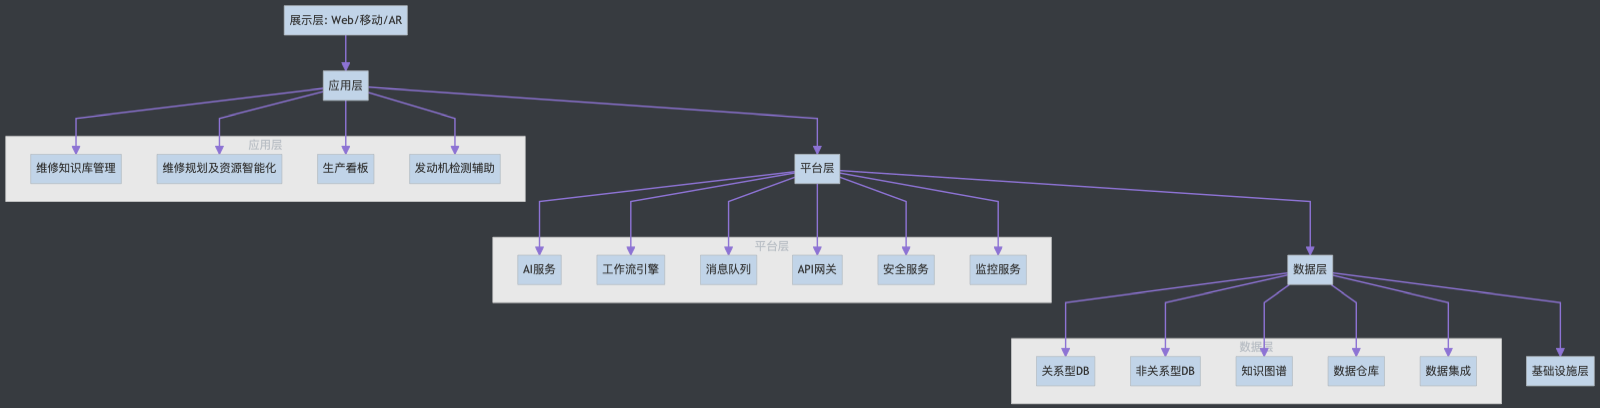 展示层: Web/移动/AR
应用层
应用层
维修知识库管理
维修规划及资源智能化
生产看板
发动机检测辅助
平台层
平台层
AI服务
工作流引擎
消息队列
API网关
安全服务
监控服务
数据层
数据层
关系型DB
非关系型DB
知识图谱
数据仓库
数据集成
基础设施层